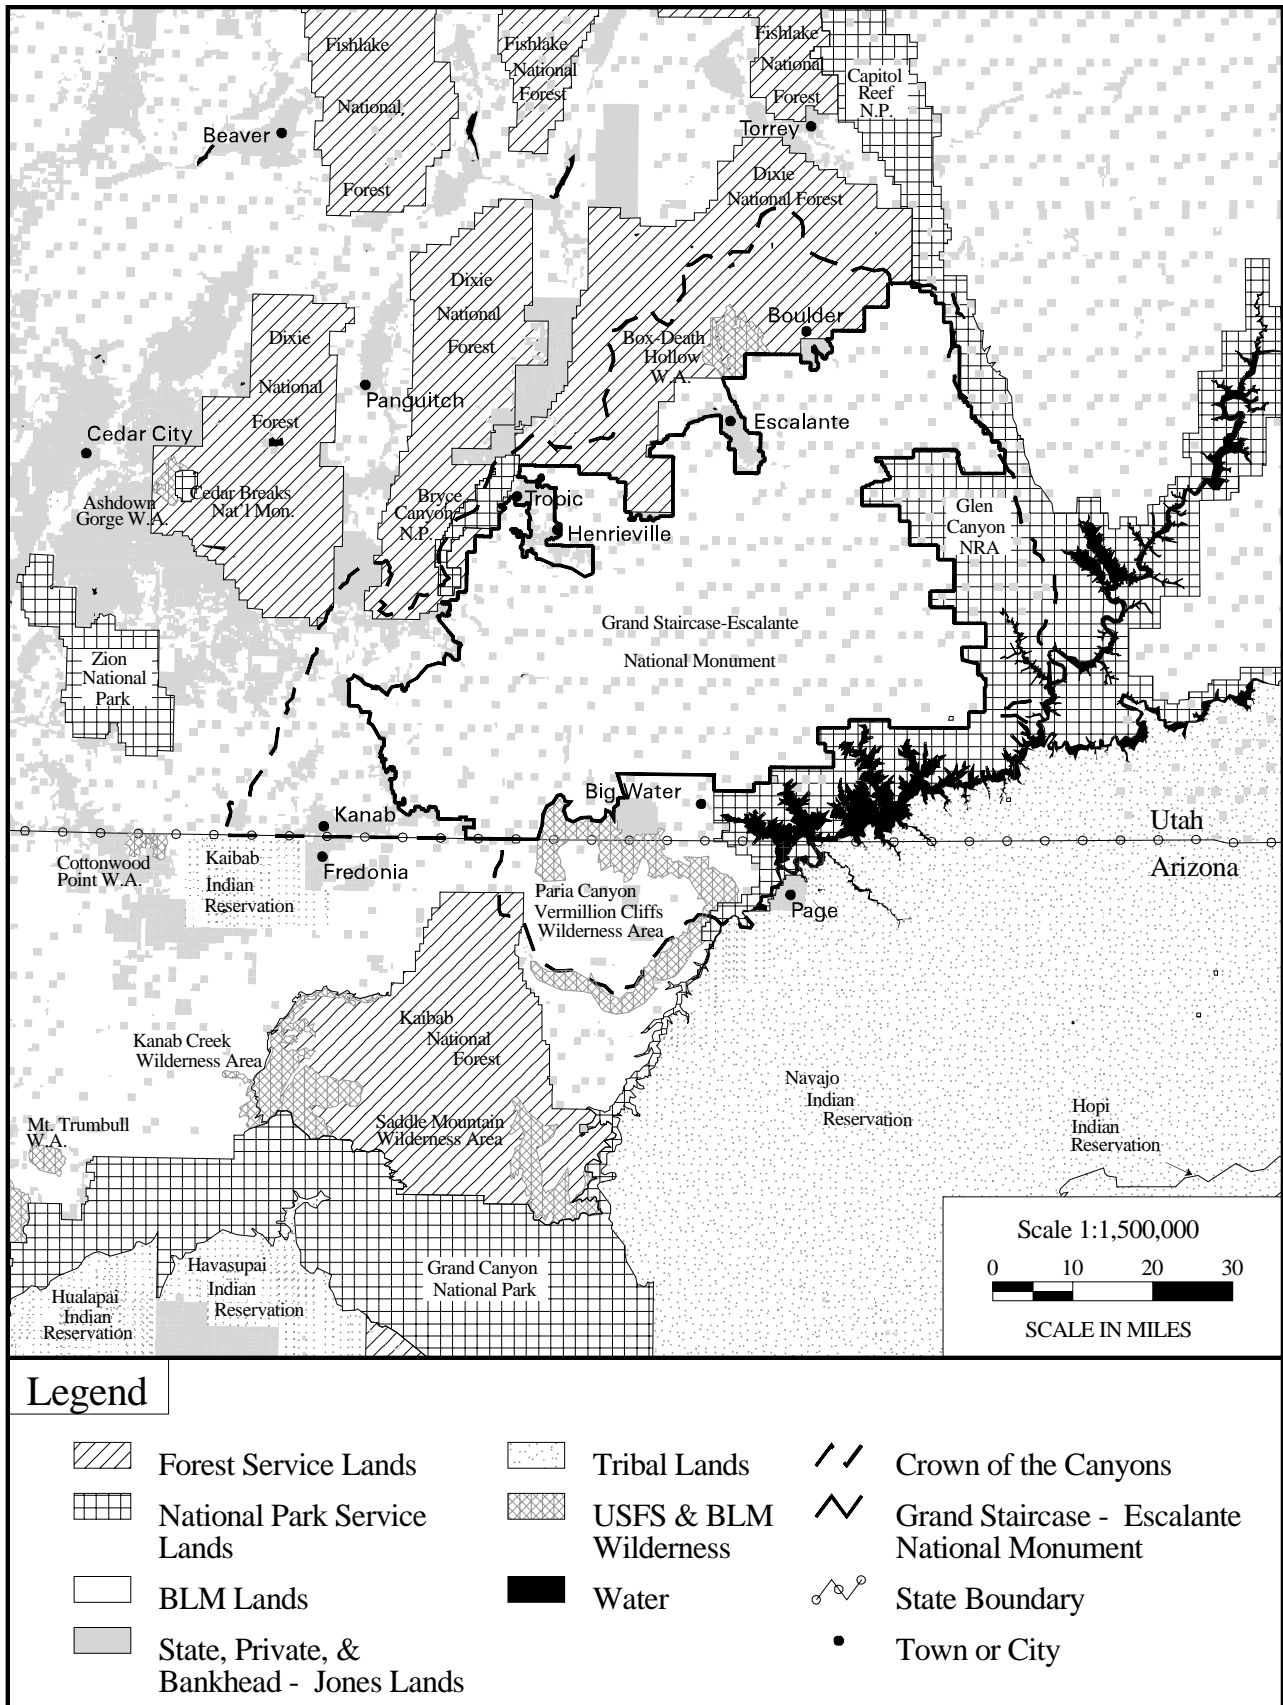 Fishlake
National
Forest
Fishlake
National
Forest
Fishlake
National
Forest
Capitol
Reef
N.P.
Beaver
Torrey
Dixie
National Forest
Dixie
National
Forest
Dixie
National
Forest
Boulder
Box-Death
Hollow
W.A.
Panguitch
Cedar City
Escalante
Ashdown
Gorge W.A.
Cedar Breaks
Nat'l Mon.
Bryce
Canyon
N.P.
Tropic
Henrieville
Glen
Canyon
NRA
Grand Staircase-Escalante
National Monument
Zion
National
Park
Big Water
Kanab
Utah
Arizona
Cottonwood
Point W.A.
Kaibab
Indian
Reservation
Fredonia
Paria Canyon
Vermillion Cliffs
Wilderness Area
Page
Kaibab
National
Forest
Kanab Creek
Wilderness Area
Navajo
Indian
Reservation
Hopi
Indian
Reservation
Mt. Trumbull
W.A.
Saddle Mountain
Wilderness Area
Havasupai
Indian
Reservation
Hualapai
Indian
Reservation
Grand Canyon
National Park
Scale 1:1,500,000
0 10 20 30
SCALE IN MILES
Legend
Forest Service Lands
National Park Service
Lands
BLM Lands
State, Private, &
Bankhead - Jones Lands
Tribal Lands
USFS & BLM
Wilderness
Water
Crown of the Canyons
Grand Staircase - Escalante
National Monument
State Boundary
Town or City